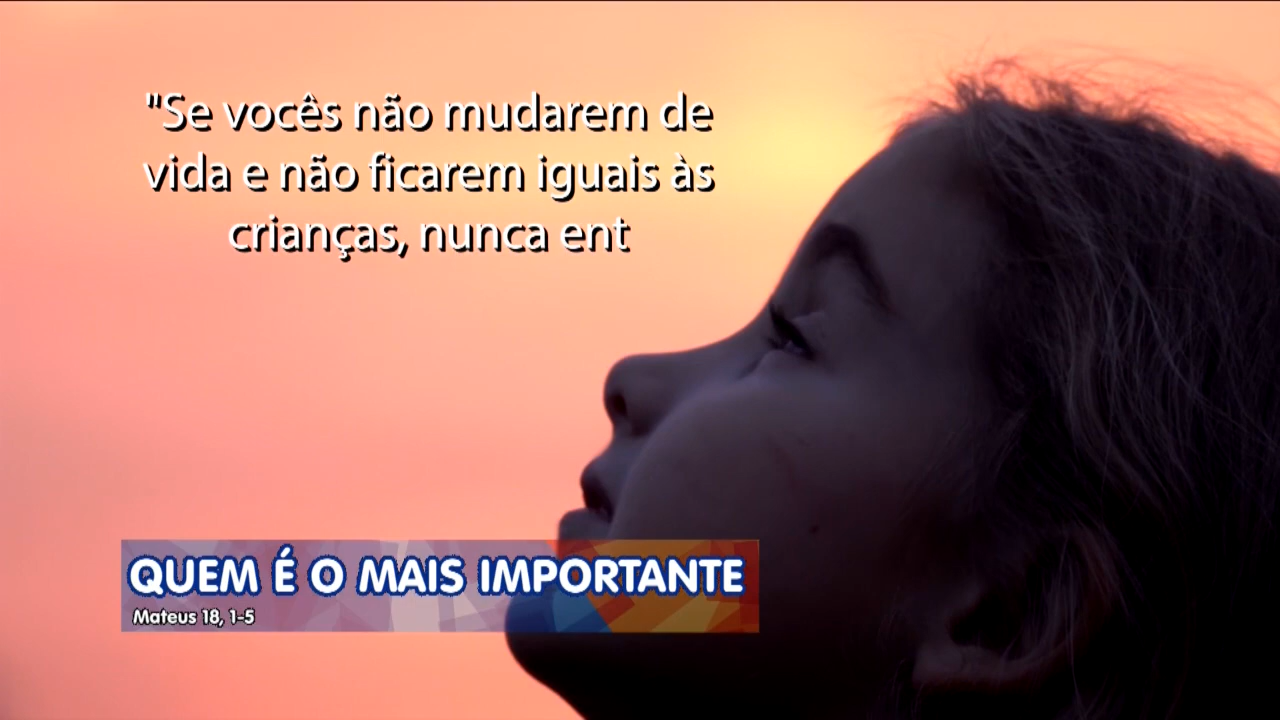 "Se vocês não mudarem de
vida e não ficarem iguais às
crianças, nunca ent
QUEM É O MAIS IMPORTANTE
Mateus 18, 1-5